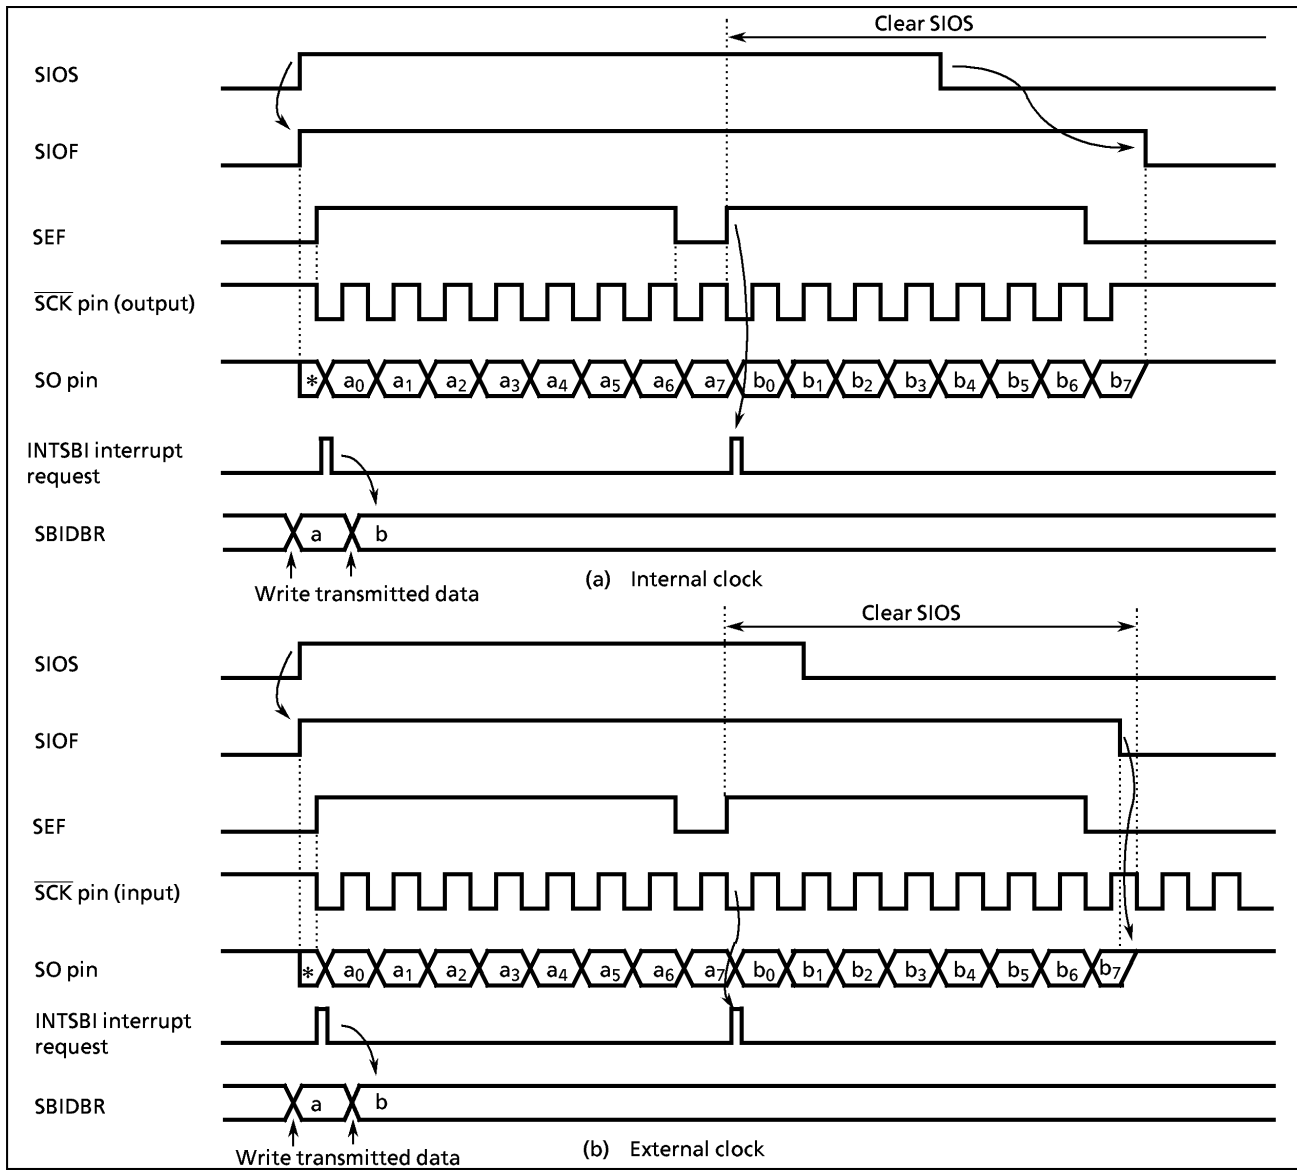 Clear SIOS
SIOS
SIOF
SEF
SCK pin (output)
SO pin
* a0 a1 a2 a3 a4 a5 a6 a7 b0 b1 b2 b3 b4 b5 b6 b7
INTSBI interrupt
request
SBIDBR
a b
Write transmitted data
(a) Internal clock
Clear SIOS
SIOS
SIOF
SEF
SCK pin (input)
SO pin
* a0 a1 a2 a3 a4 a5 a6 a7 b0 b1 b2 b3 b4 b5 b6 b7
INTSBI interrupt
request
SBIDBR
a b
Write transmitted data
(b) External clock